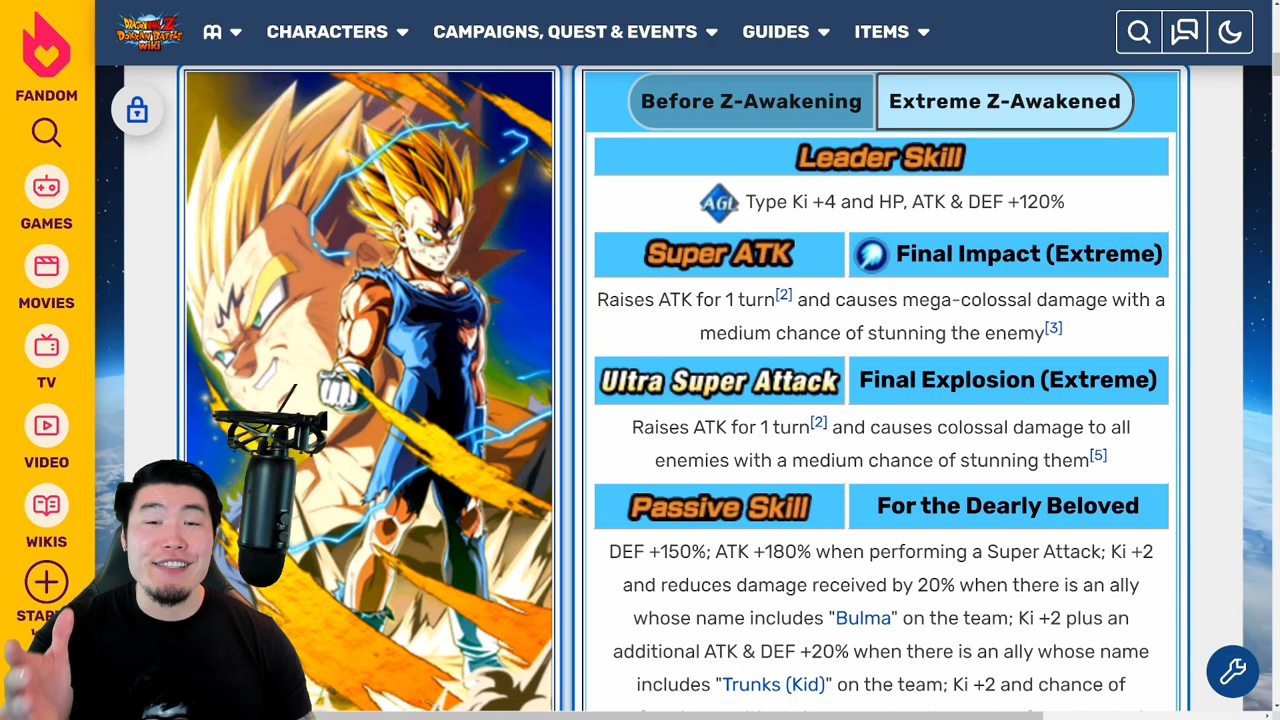 FANDOM
GAMES
MOVIES
TV
VIDEO
WIKIS
DRAGON BALL Z
DOKKAN BATTLE
WIKI
CHARACTERS
CAMPAIGNS, QUEST & EVENTS
GUIDES
ITEMS
Before Z-Awakening
Extreme Z-Awakened
Leader Skill
AGL Type Ki +4 and HP, ATK & DEF +120%
Super ATK
Final Impact (Extreme)
Raises ATK for 1 turn[2] and causes mega-colossal damage with a
medium chance of stunning the enemy[3]
Ultra Super Attack
Final Explosion (Extreme)
Raises ATK for 1 turn[2] and causes colossal damage to all
enemies with a medium chance of stunning them[5]
Passive Skill
For the Dearly Beloved
DEF +150%; ATK +180% when performing a Super Attack; Ki +2
and reduces damage received by 20% when there is an ally
whose name includes "Bulma" on the team; Ki +2 plus an
additional ATK & DEF +20% when there is an ally whose name
includes "Trunks (Kid)" on the team; Ki +2 and chance of